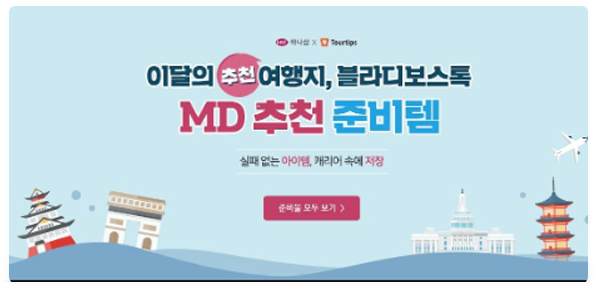 하나샵 × Tourtips
이달의 추천 여행지, 블라디보스톡
MD 추천 준비템
실패 없는 아이템, 캐리어 속에 저장
준비물 모두 보기 >